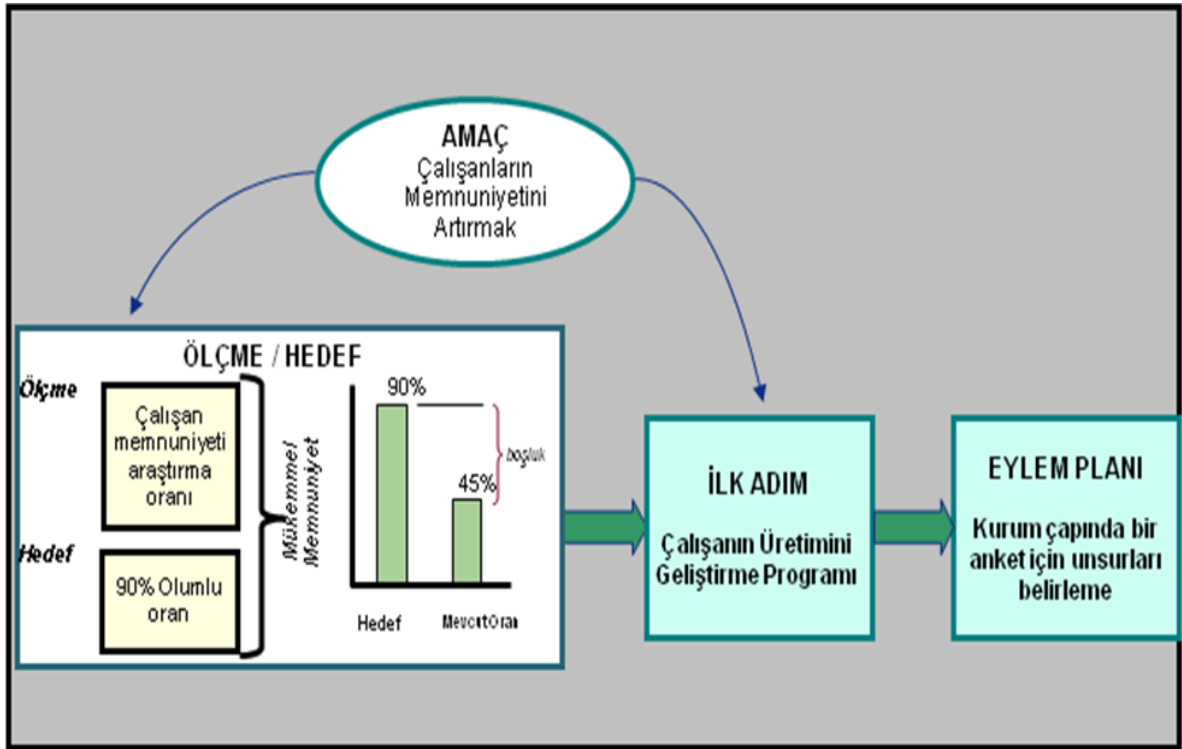 AMAÇ
Çalışanların
Memnuniyetini
Artırmak
ÖLÇME / HEDEF
Ölçme
Çalışan
memnuniyeti
araştırma
oranı
Hedef
90% Olumlu
oran
Mükemmel
Memnuniyet
90%
45%
boşluk
Hedef
Mevcut Oran
İLK ADIM
Çalışanın Üretimini
Geliştirme Programı
EYLEM PLANI
Kurum çapında bir
anket için unsurları
belirleme